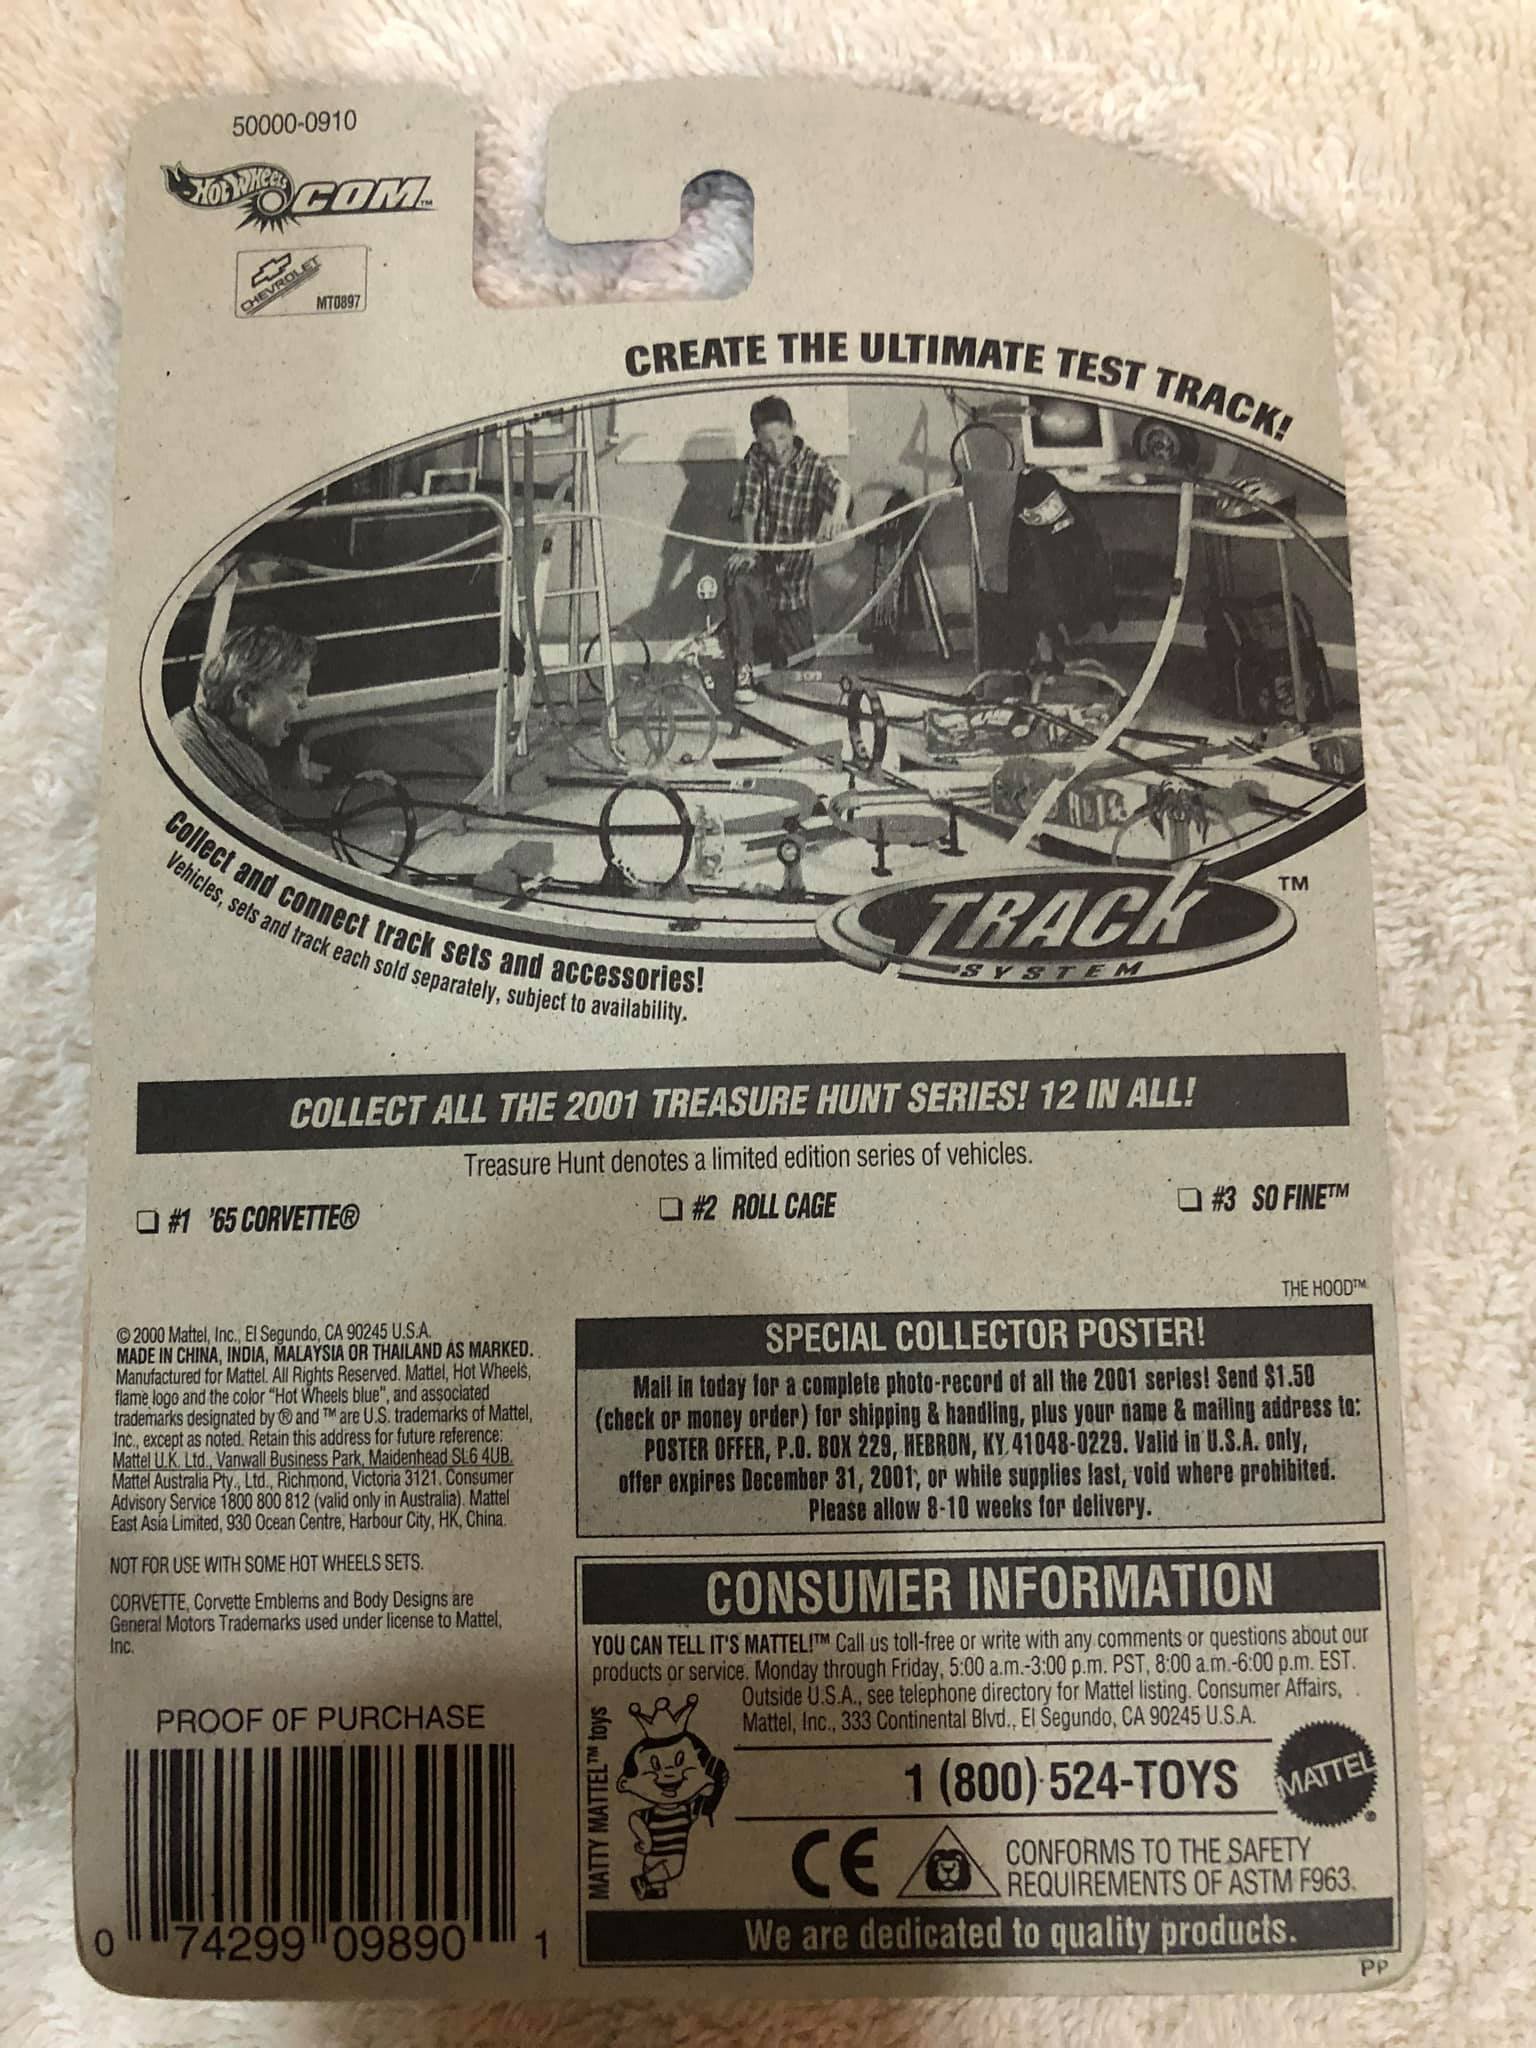 50000-0910
HOT WHEELS .COM™
CHEVROLET
MT0897
CREATE THE ULTIMATE TEST TRACK!
Collect and connect track sets and accessories!
Vehicles, sets and track each sold separately, subject to availability.
TRACK ™
SYSTEM
COLLECT ALL THE 2001 TREASURE HUNT SERIES! 12 IN ALL!
Treasure Hunt denotes a limited edition series of vehicles.
❏ #1 '65 CORVETTE®
❏ #2 ROLL CAGE
❏ #3 SO FINE™
THE HOOD™
© 2000 Mattel, Inc., El Segundo, CA 90245 U.S.A.
MADE IN CHINA, INDIA, MALAYSIA OR THAILAND AS MARKED.
Manufactured for Mattel. All Rights Reserved. Mattel, Hot Wheels,
flame logo and the color "Hot Wheels blue", and associated
trademarks designated by ® and ™ are U.S. trademarks of Mattel,
Inc., except as noted. Retain this address for future reference:
Mattel U.K. Ltd., Vanwall Business Park, Maidenhead SL6 4UB.
Mattel Australia Pty., Ltd., Richmond, Victoria 3121. Consumer
Advisory Service 1800 800 812 (valid only in Australia). Mattel
East Asia Limited, 930 Ocean Centre, Harbour City, HK, China.
NOT FOR USE WITH SOME HOT WHEELS SETS.
CORVETTE, Corvette Emblems and Body Designs are
General Motors Trademarks used under license to Mattel,
Inc.
SPECIAL COLLECTOR POSTER!
Mail in today for a complete photo-record of all the 2001 series! Send $1.50
(check or money order) for shipping & handling, plus your name & mailing address to:
POSTER OFFER, P.O. BOX 229, HEBRON, KY 41048-0229. Valid in U.S.A. only,
offer expires December 31, 2001, or while supplies last, void where prohibited.
Please allow 8-10 weeks for delivery.
CONSUMER INFORMATION
YOU CAN TELL IT'S MATTEL!™ Call us toll-free or write with any comments or questions about our
products or service. Monday through Friday, 5:00 a.m.-3:00 p.m. PST, 8:00 a.m.-6:00 p.m. EST.
Outside U.S.A., see telephone directory for Mattel listing. Consumer Affairs,
Mattel, Inc., 333 Continental Blvd., El Segundo, CA 90245 U.S.A.
MATTY MATTEL™ toys
1 (800) 524-TOYS
MATTEL®
CE
CONFORMS TO THE SAFETY
REQUIREMENTS OF ASTM F963.
We are dedicated to quality products.
PP
PROOF OF PURCHASE
0 74299 09890 1